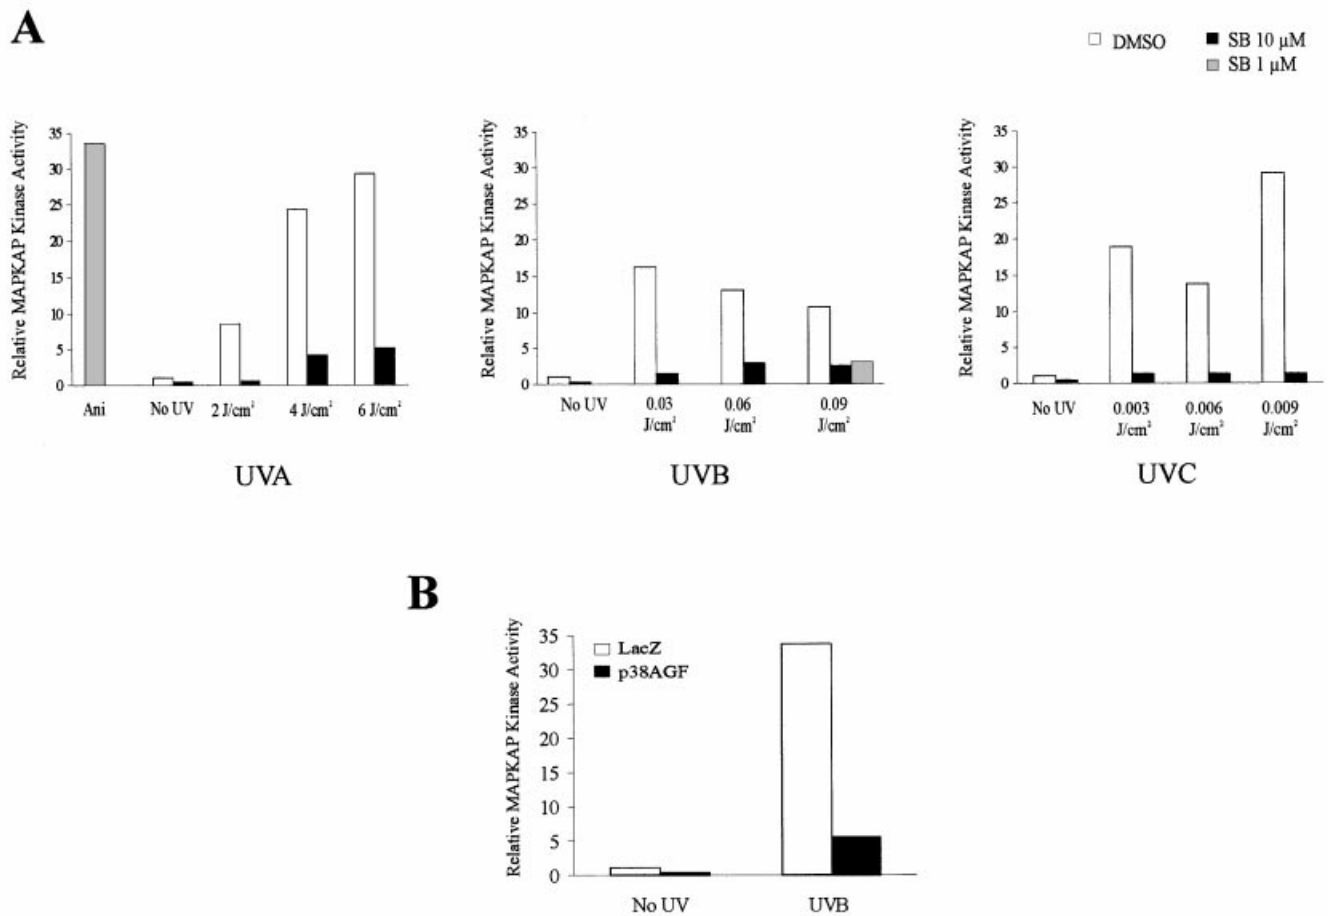 A
DMSO
SB 10 µM
SB 1 µM
Relative MAPKAP Kinase Activity
35
30
25
20
15
10
5
0
Ani
No UV
2 J/cm²
4 J/cm²
6 J/cm²
UVA
Relative MAPKAP Kinase Activity
35
30
25
20
15
10
5
0
No UV
0.03 J/cm²
0.06 J/cm²
0.09 J/cm²
UVB
Relative MAPKAP Kinase Activity
35
30
25
20
15
10
5
0
No UV
0.003 J/cm²
0.006 J/cm²
0.009 J/cm²
UVC
B
Relative MAPKAP Kinase Activity
35
30
25
20
15
10
5
0
LacZ
p38AGF
No UV
UVB